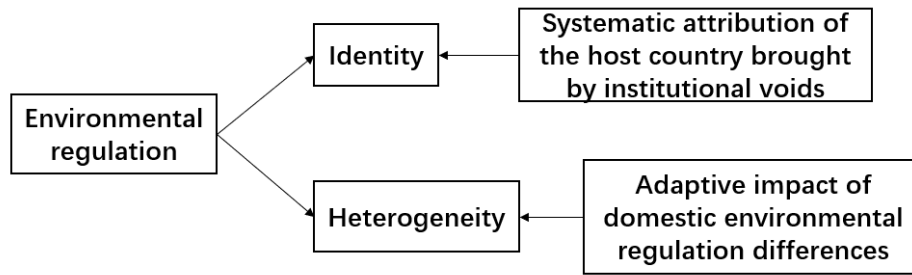 Environmental
regulation
Identity
Systematic attribution of
the host country brought
by institutional voids
Heterogeneity
Adaptive impact of
domestic environmental
regulation differences